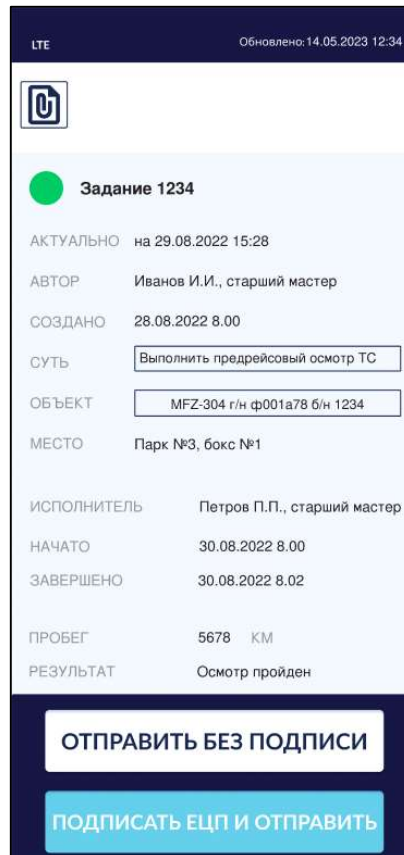 LTE Обновлено:14.05.2023 12:34
Задание 1234
АКТУАЛЬНО на 29.08.2022 15:28
АВТОР Иванов И.И., старший мастер
СОЗДАНО 28.08.2022 8.00
СУТЬ Выполнить предрейсовый осмотр ТС
ОБЪЕКТ MFZ-304 г/н ф001а78 б/н 1234
МЕСТО Парк №3, бокс №1
ИСПОЛНИТЕЛЬ Петров П.П., старший мастер
НАЧАТО 30.08.2022 8.00
ЗАВЕРШЕНО 30.08.2022 8.02
ПРОБЕГ 5678 КМ
РЕЗУЛЬТАТ Осмотр пройден
ОТПРАВИТЬ БЕЗ ПОДПИСИ
ПОДПИСАТЬ ЕЦП И ОТПРАВИТЬ